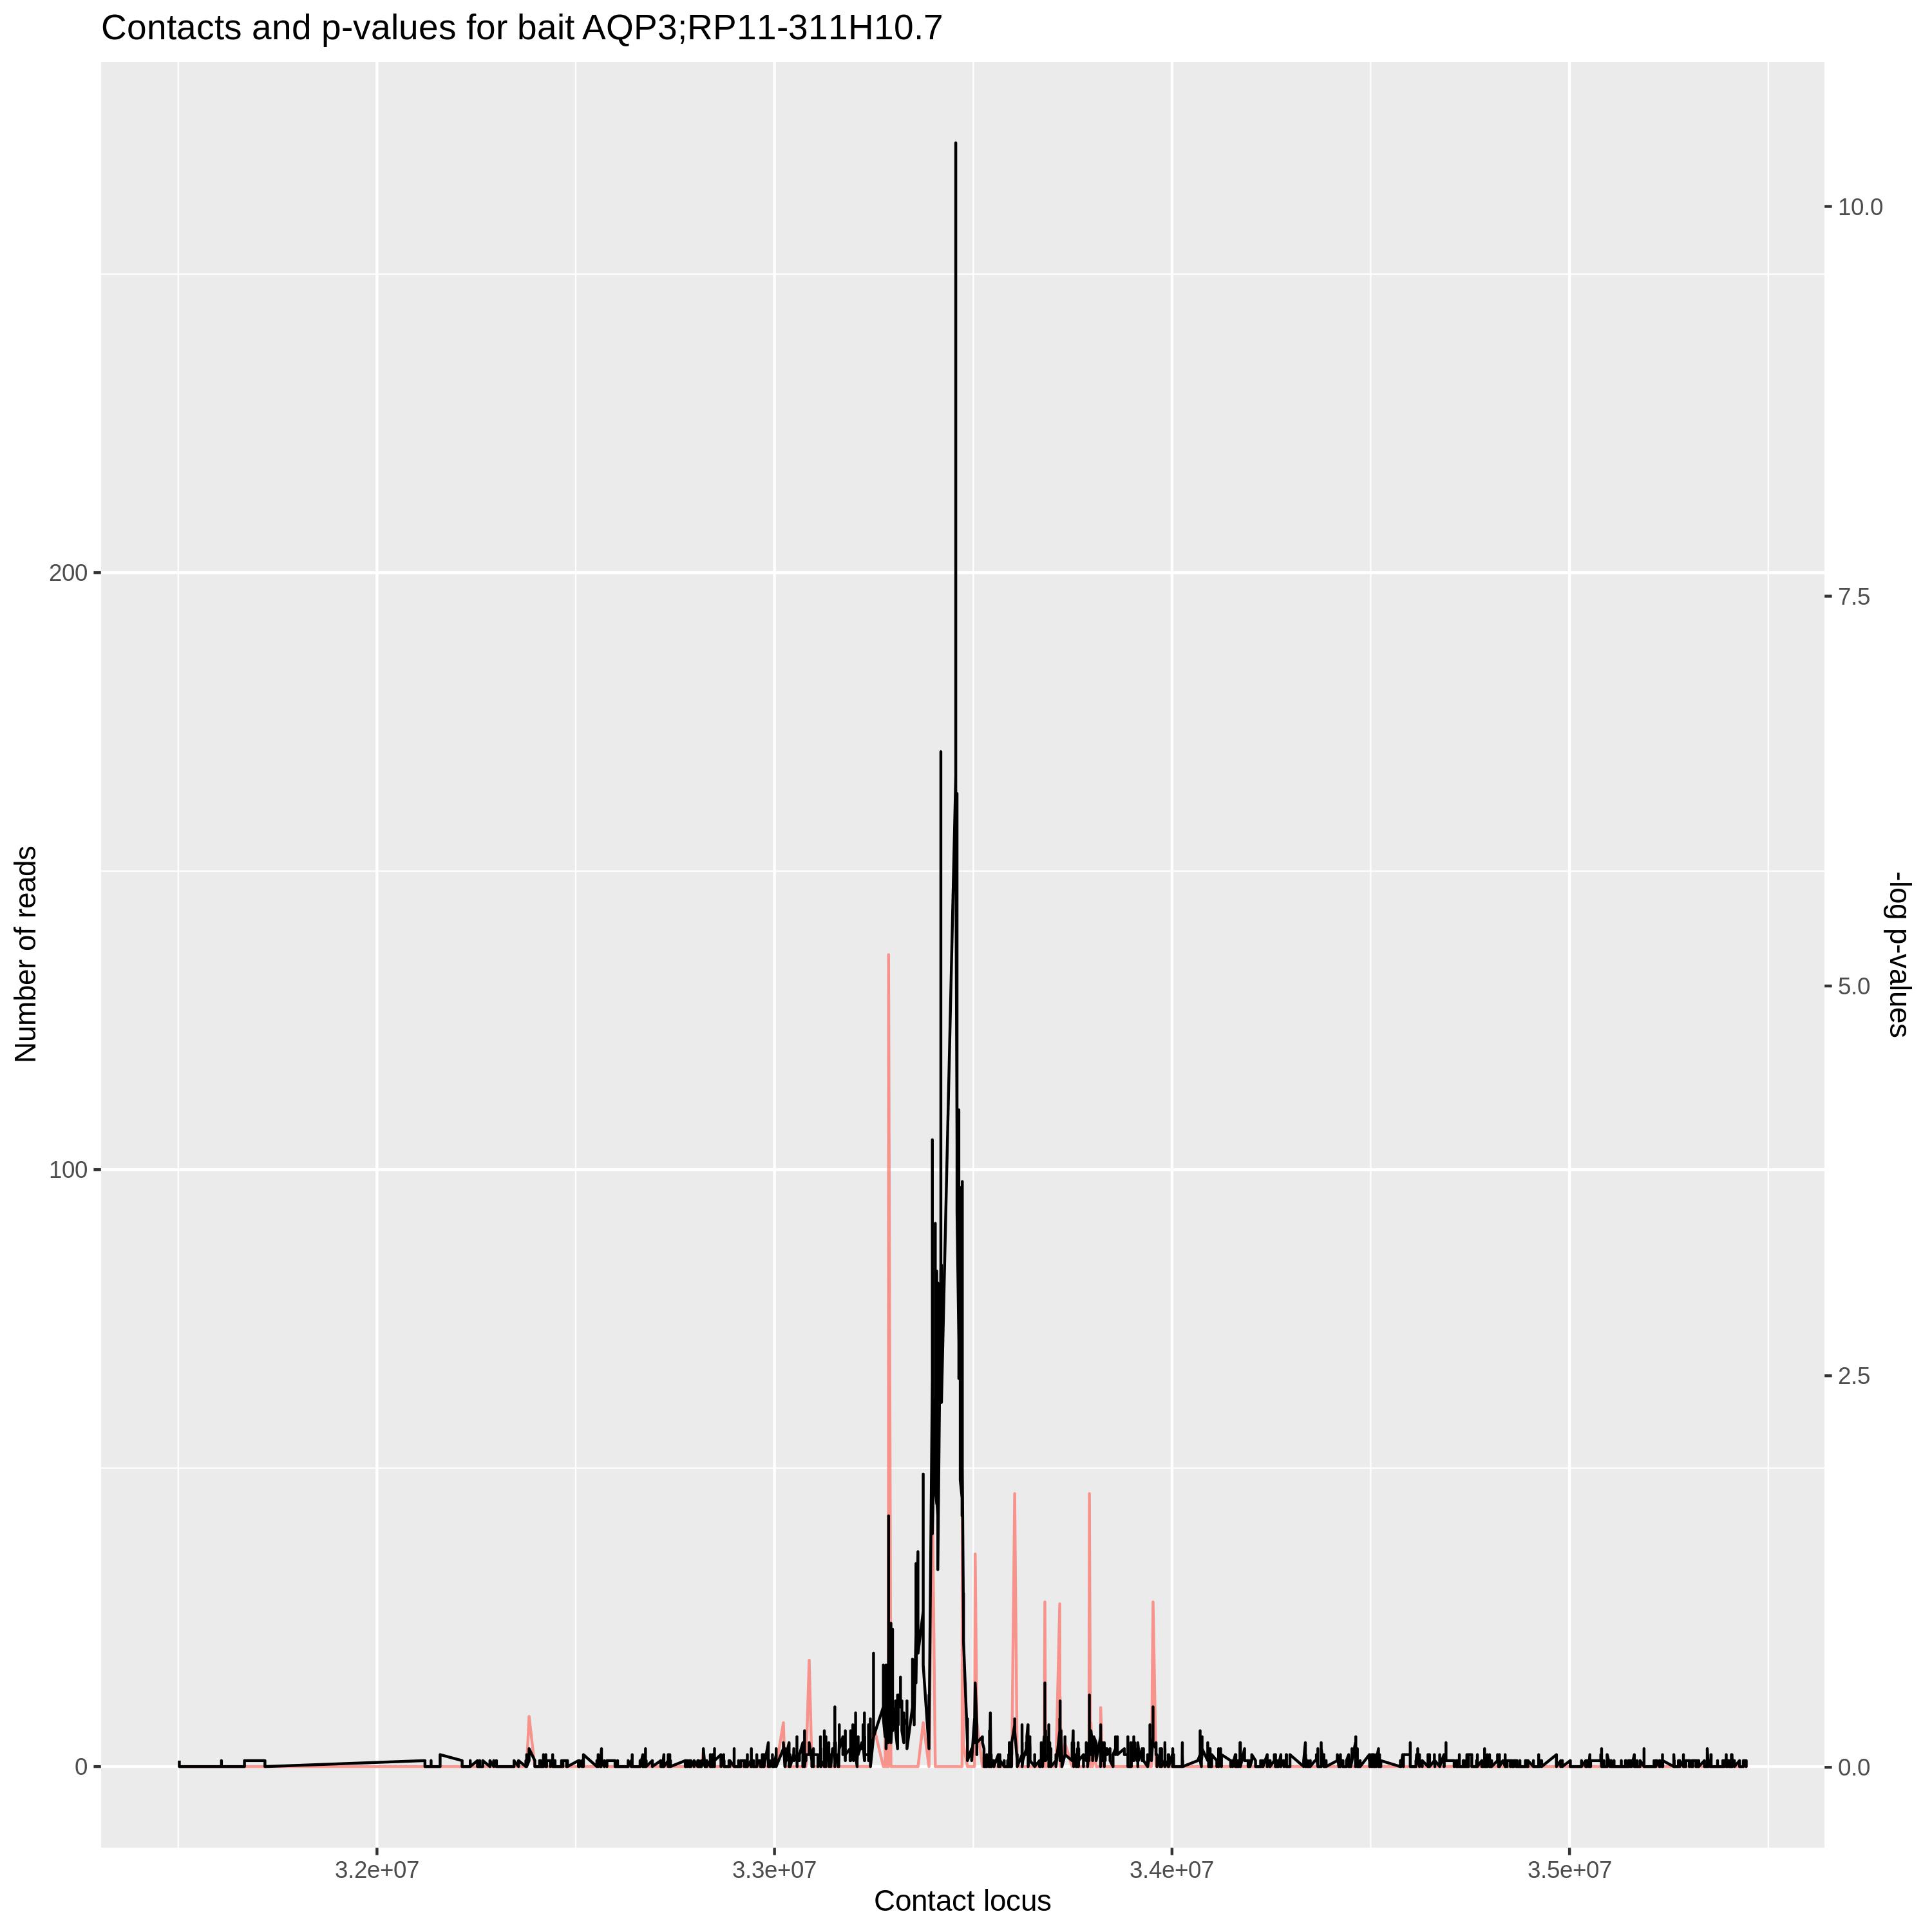 Contacts and p-values for bait AQP3;RP11-311H10.7
Number of reads
200
100
0
10.0
7.5
5.0
2.5
0.0
-log p-values
3.2e+07
3.3e+07
3.4e+07
3.5e+07
Contact locus